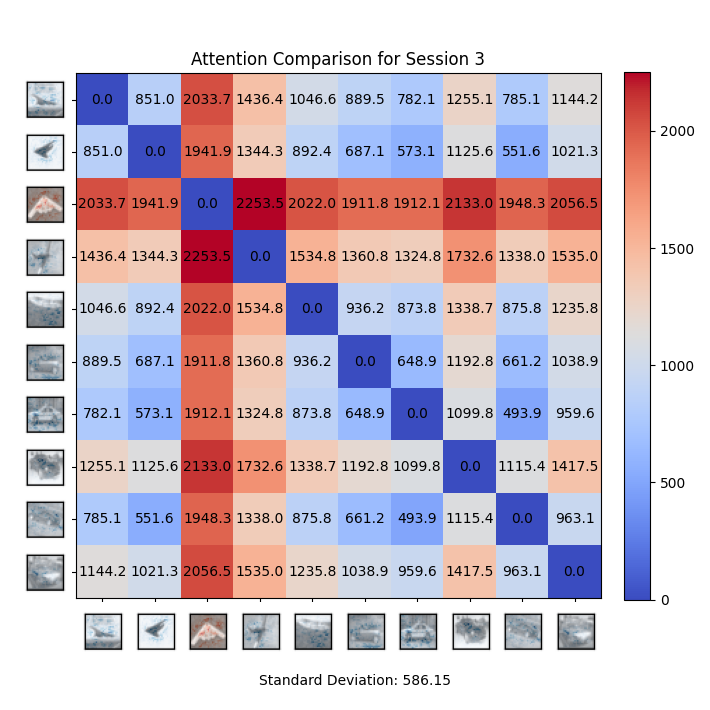 Attention Comparison for Session 3
0.0 851.0 2033.7 1436.4 1046.6 889.5 782.1 1255.1 785.1 1144.2
851.0 0.0 1941.9 1344.3 892.4 687.1 573.1 1125.6 551.6 1021.3
2033.7 1941.9 0.0 2253.5 2022.0 1911.8 1912.1 2133.0 1948.3 2056.5
1436.4 1344.3 2253.5 0.0 1534.8 1360.8 1324.8 1732.6 1338.0 1535.0
1046.6 892.4 2022.0 1534.8 0.0 936.2 873.8 1338.7 875.8 1235.8
889.5 687.1 1911.8 1360.8 936.2 0.0 648.9 1192.8 661.2 1038.9
782.1 573.1 1912.1 1324.8 873.8 648.9 0.0 1099.8 493.9 959.6
1255.1 1125.6 2133.0 1732.6 1338.7 1192.8 1099.8 0.0 1115.4 1417.5
785.1 551.6 1948.3 1338.0 875.8 661.2 493.9 1115.4 0.0 963.1
1144.2 1021.3 2056.5 1535.0 1235.8 1038.9 959.6 1417.5 963.1 0.0
2000
1500
1000
500
0
Standard Deviation: 586.15